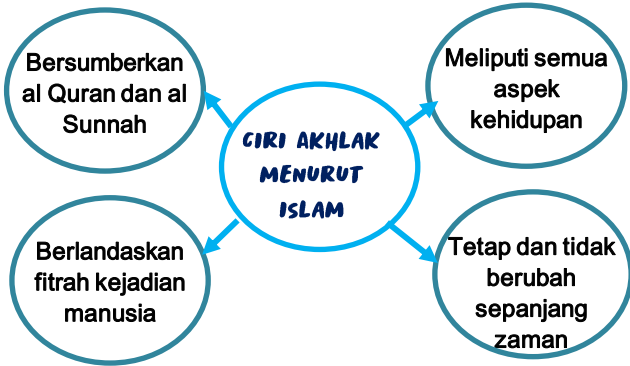 Bersumberkan
al Quran dan al
Sunnah
Meliputi semua
aspek
kehidupan
CIRI AKHLAK
MENURUT
ISLAM
Berlandaskan
fitrah kejadian
manusia
Tetap dan tidak
berubah
sepanjang
zaman